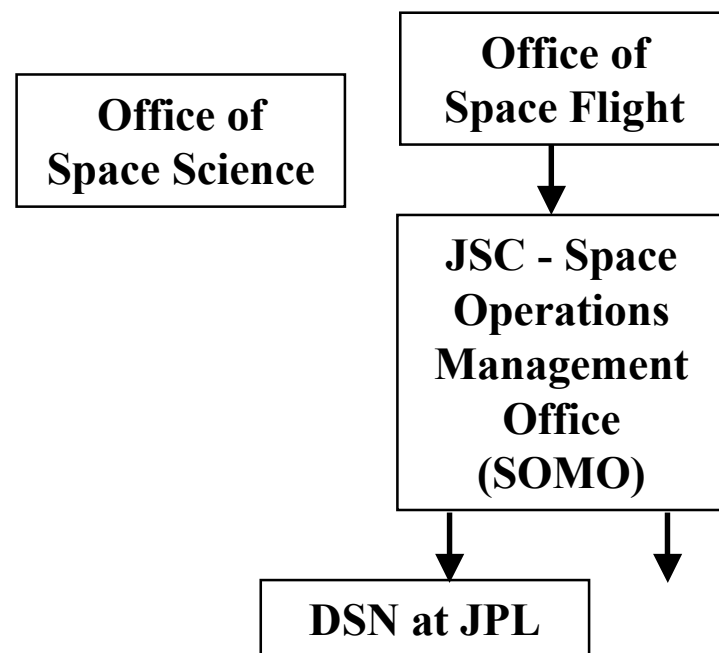 Office of
Space Flight
Office of
Space Science
JSC - Space
Operations
Management
Office
(SOMO)
DSN at JPL